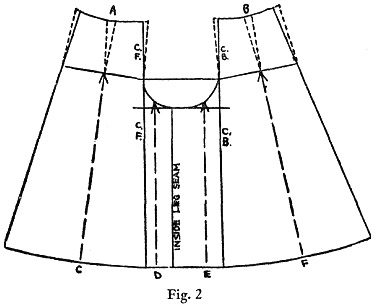 A
B
C.
F.
C.
B.
C.
F.
C.
B.
INSIDE LEG SEAM
C
D
E
F
Fig. 2